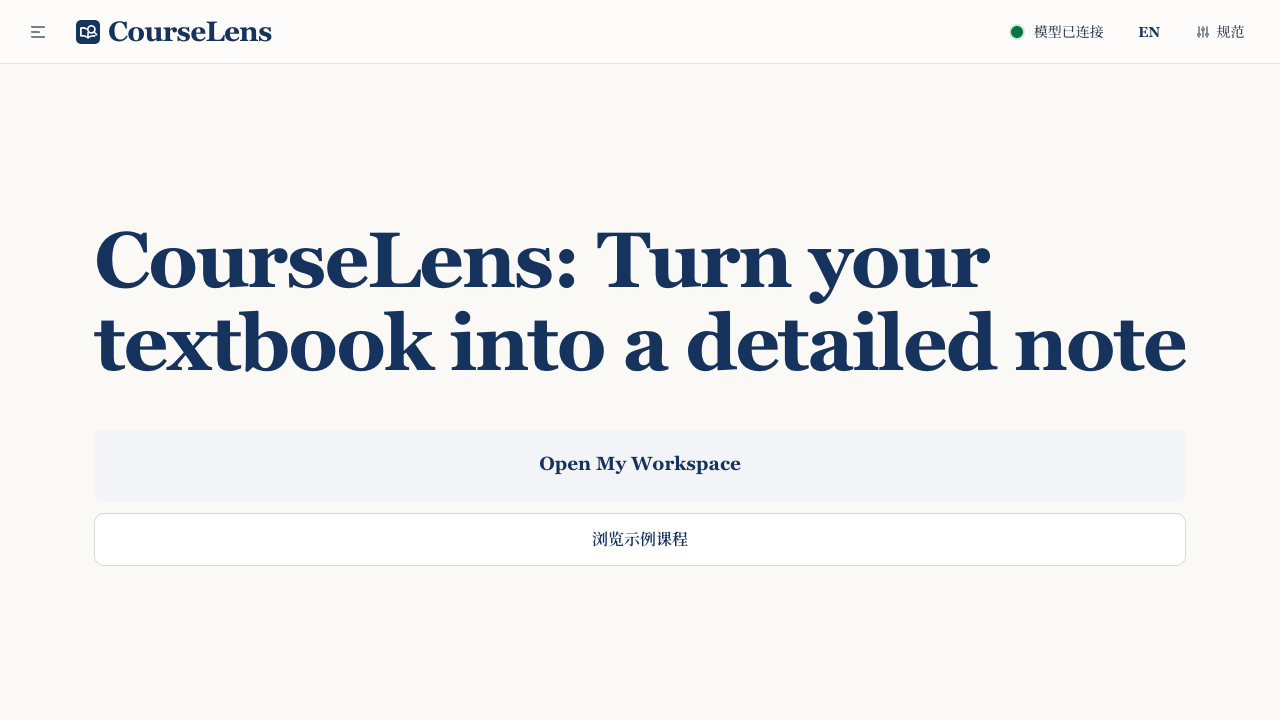 CourseLens
模型已连接
EN
规范
CourseLens: Turn your
textbook into a detailed note
Open My Workspace
浏览示例课程